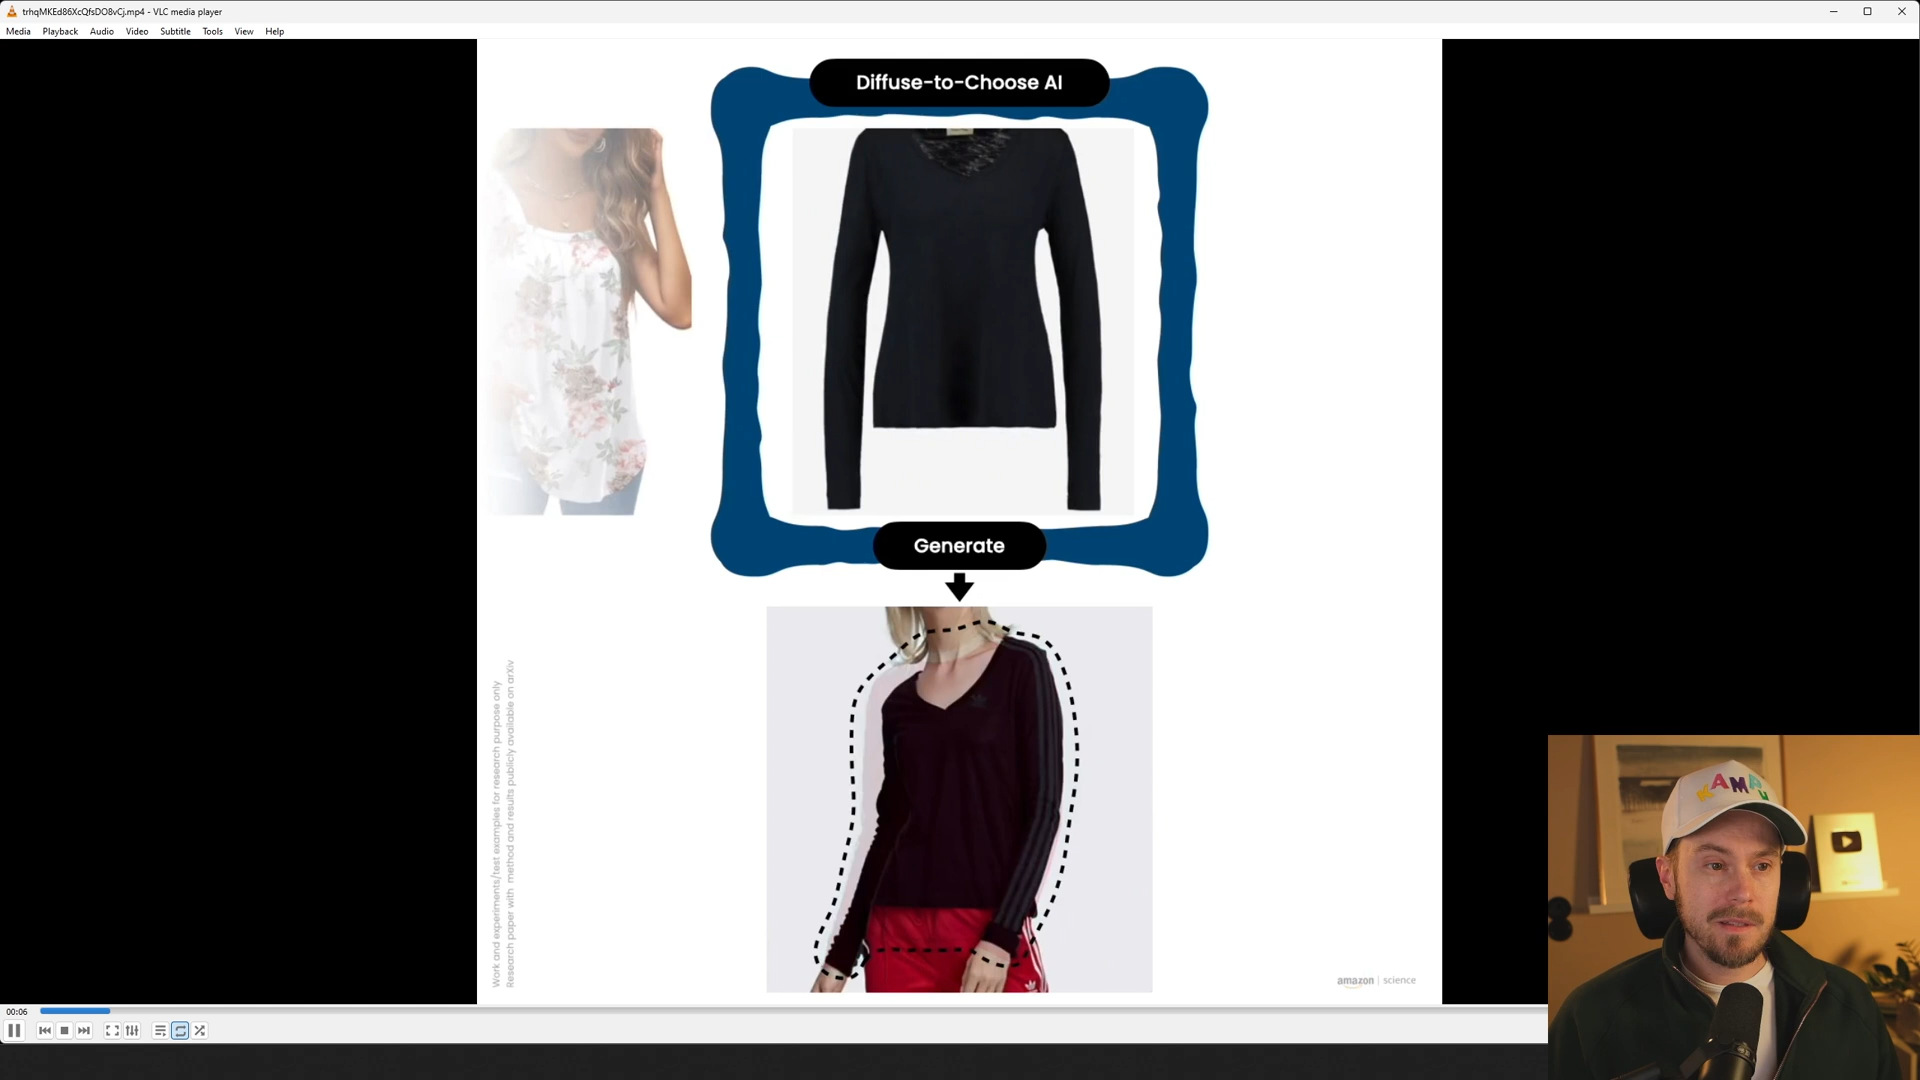 trhqMKEd86XcQfsDO8vCj.mp4 - VLC media player
Media Playback Audio Video Subtitle Tools View Help
Diffuse-to-Choose AI
Generate
Work and experiments/test examples for research purpose only
Research paper with method and results publicly available on arXiv
amazon | science
00:06
KAMPH